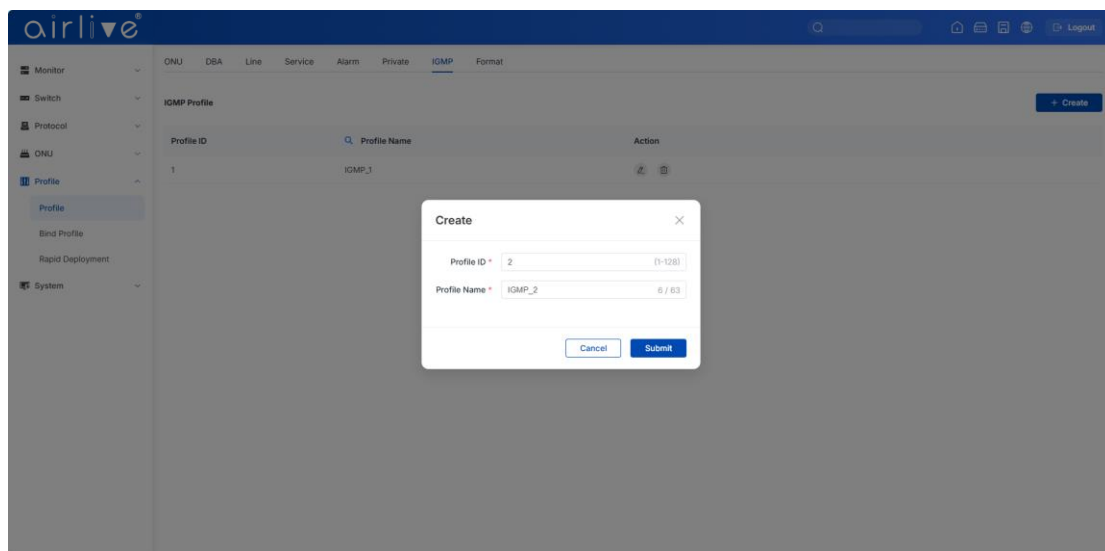 airlive®
Logout
Monitor
Switch
Protocol
ONU
Profile
Profile
Bind Profile
Rapid Deployment
System
ONU DBA Line Service Alarm Private IGMP Format
IGMP Profile
+ Create
Profile ID Profile Name Action
1 IGMP_1
Create
Profile ID * 2 (1-128)
Profile Name * IGMP_2 6 / 63
Cancel Submit